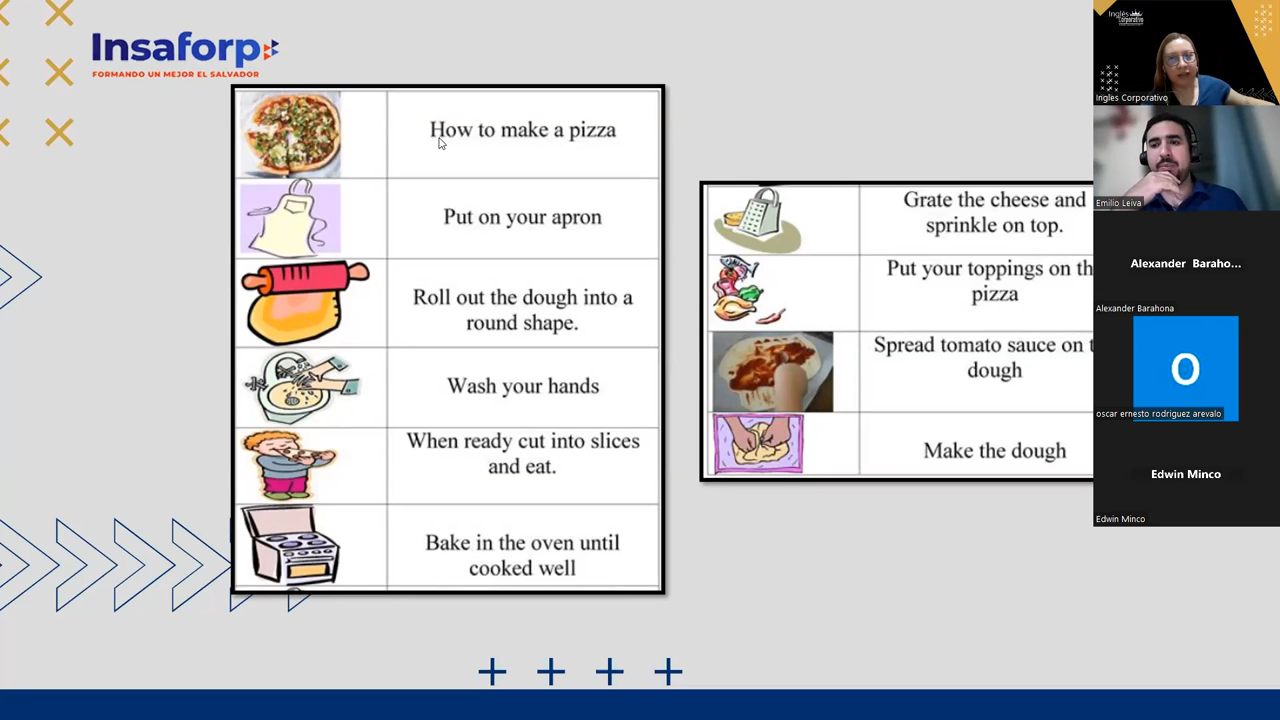 Insaforp
FORMANDO UN MEJOR EL SALVADOR
How to make a pizza
Put on your apron
Roll out the dough into a
round shape.
Wash your hands
When ready cut into slices
and eat.
Bake in the oven until
cooked well
Grate the cheese and
sprinkle on top.
Put your toppings on th
pizza
Spread tomato sauce on t
dough
Make the dough
Inglés
Corporativo
Ingles Corporativo
Emilio Leiva
Alexander Baraho...
Alexander Barahona
O
oscar ernesto rodriguez arevalo
Edwin Minco
Edwin Minco